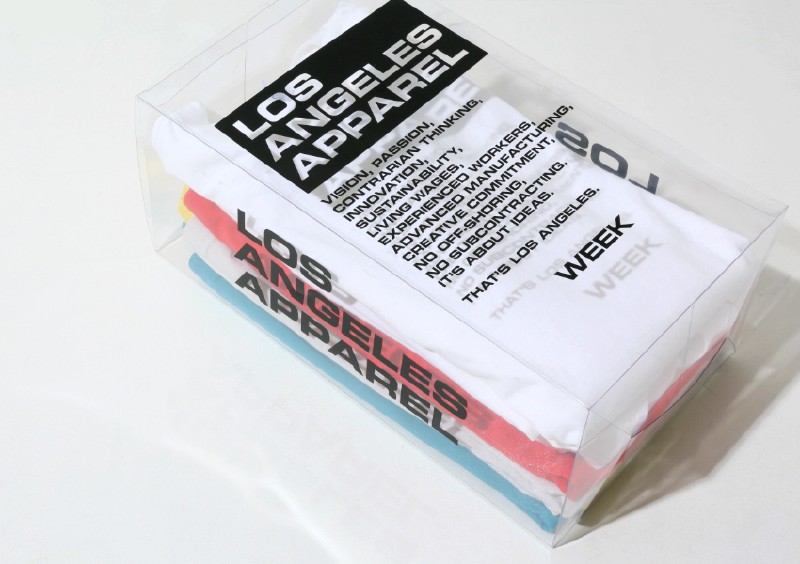 LOS
ANGELES
APPAREL
VISION, PASSION,
CONTRARIAN THINKING,
INNOVATION,
SUSTAINABILITY,
LIVING WAGES,
EXPERIENCED WORKERS,
ADVANCED MANUFACTURING,
CREATIVE COMMITMENT,
NO OFF-SHORING,
NO SUBCONTRACTING.
IT'S ABOUT IDEAS.
THAT'S LOS ANGELES.
WEEK
LOS
ANGELES
APPAREL
LOS